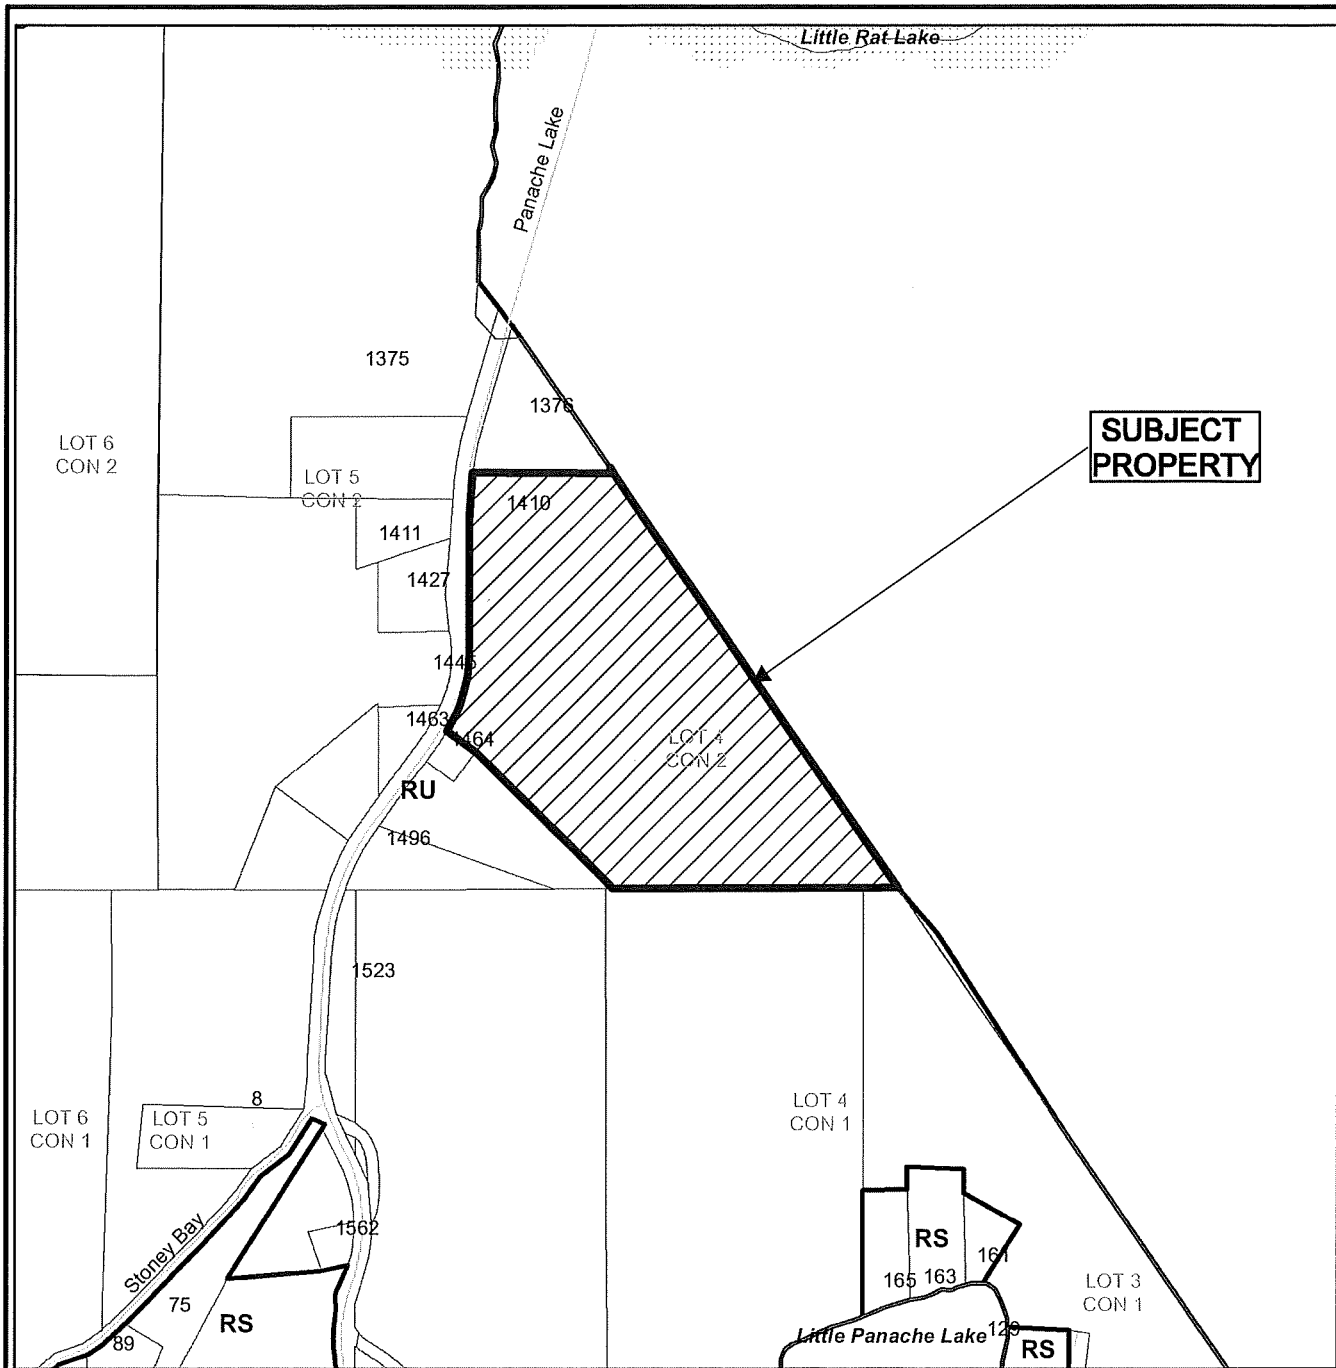 Little Rat Lake
Panache Lake
1375
1376
SUBJECT
PROPERTY
LOT 6
CON 2
LOT 5
CON 2
1410
1411
1427
1445
1463
1464
LOT 4
CON 2
RU
1496
1523
8
LOT 6
CON 1
LOT 5
CON 1
LOT 4
CON 1
1562
Stoney Bay
RS
161
165
163
LOT 3
CON 1
75
RS
89
Little Panache Lake
129
RS